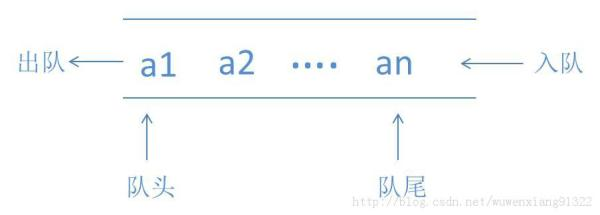 出队 a1 a2 ···· an 入队
队头 队尾
http://blog.csdn.net/wuwenxiang91322